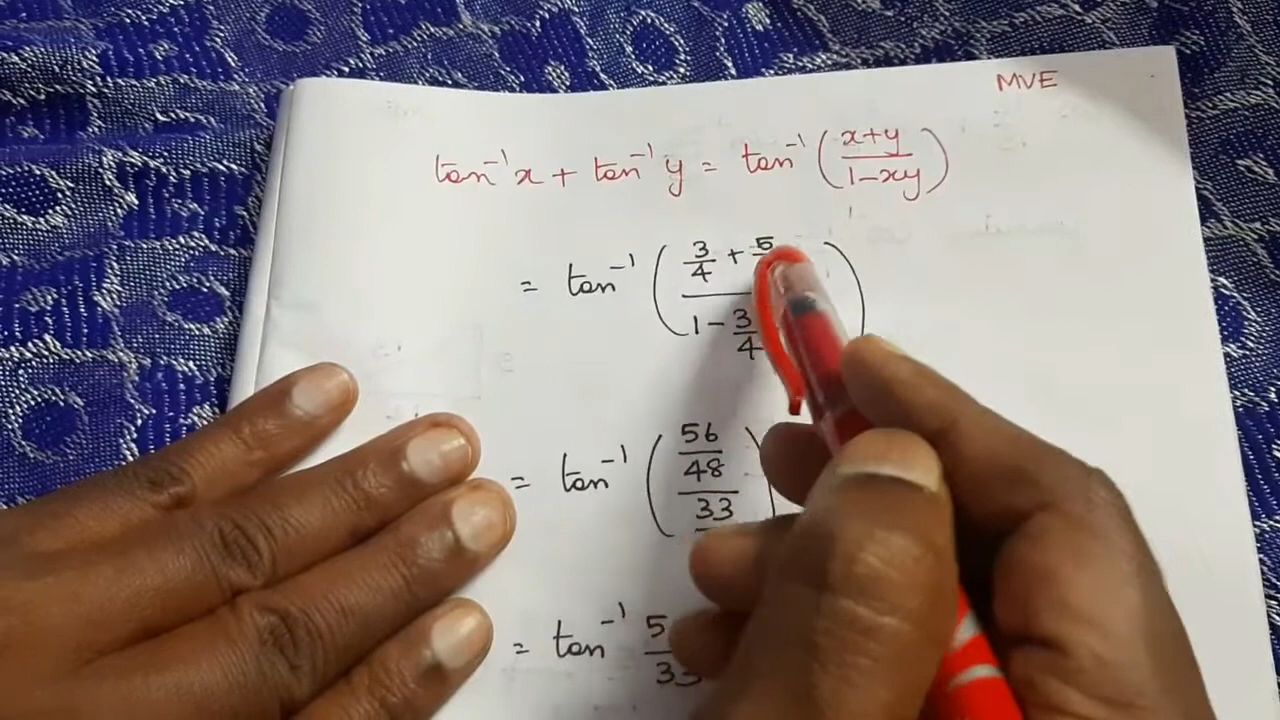 MVE
tan⁻¹x + tan⁻¹y = tan⁻¹(x+y/1-xy)
= tan⁻¹(3/4 + 5/1 - 3/4)
= tan⁻¹(56/48/33)
= tan⁻¹ 5/33